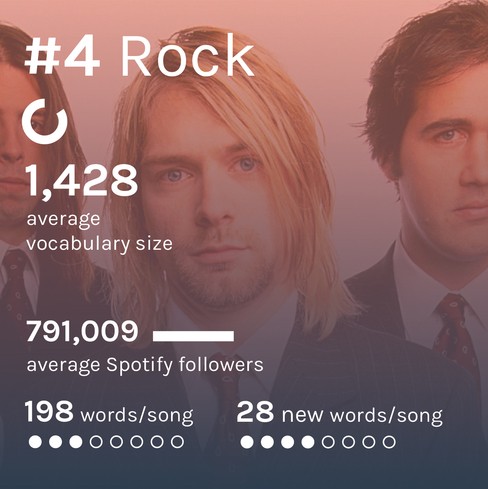 #4 Rock
1,428
average
vocabulary size
791,009
average Spotify followers
198 words/song
28 new words/song